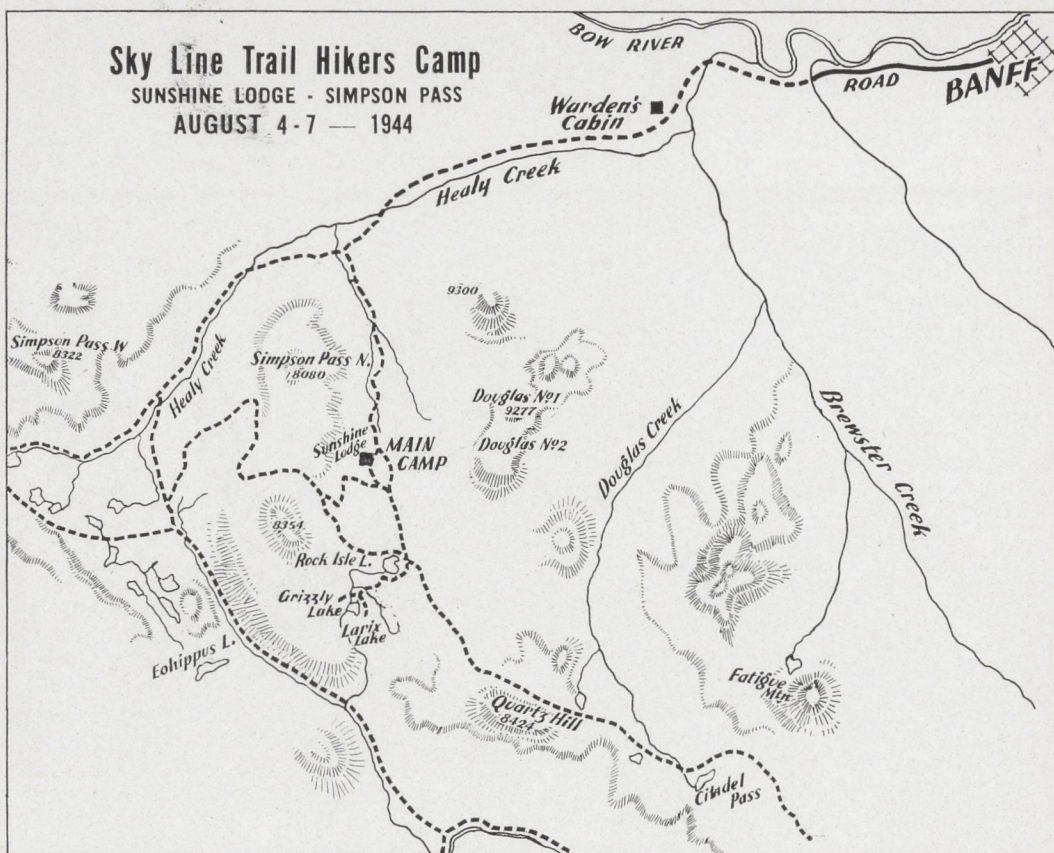 Sky Line Trail Hikers Camp
SUNSHINE LODGE - SIMPSON PASS
AUGUST 4-7 — 1944
BOW RIVER
ROAD
BANFF
Warden's
Cabin
Healy Creek
9300
Simpson Pass W
8322
Healy Creek
Simpson Pass N.
8080
Douglas No1
9277
Douglas No2
Sunshine
Lodge
MAIN
CAMP
Douglas Creek
Brewster Creek
8354
Rock Isle L.
Grizzly
Lake
Larix
Lake
Eohippus L.
Quartz Hill
8424
Fatigue
Mtn.
Citadel
Pass